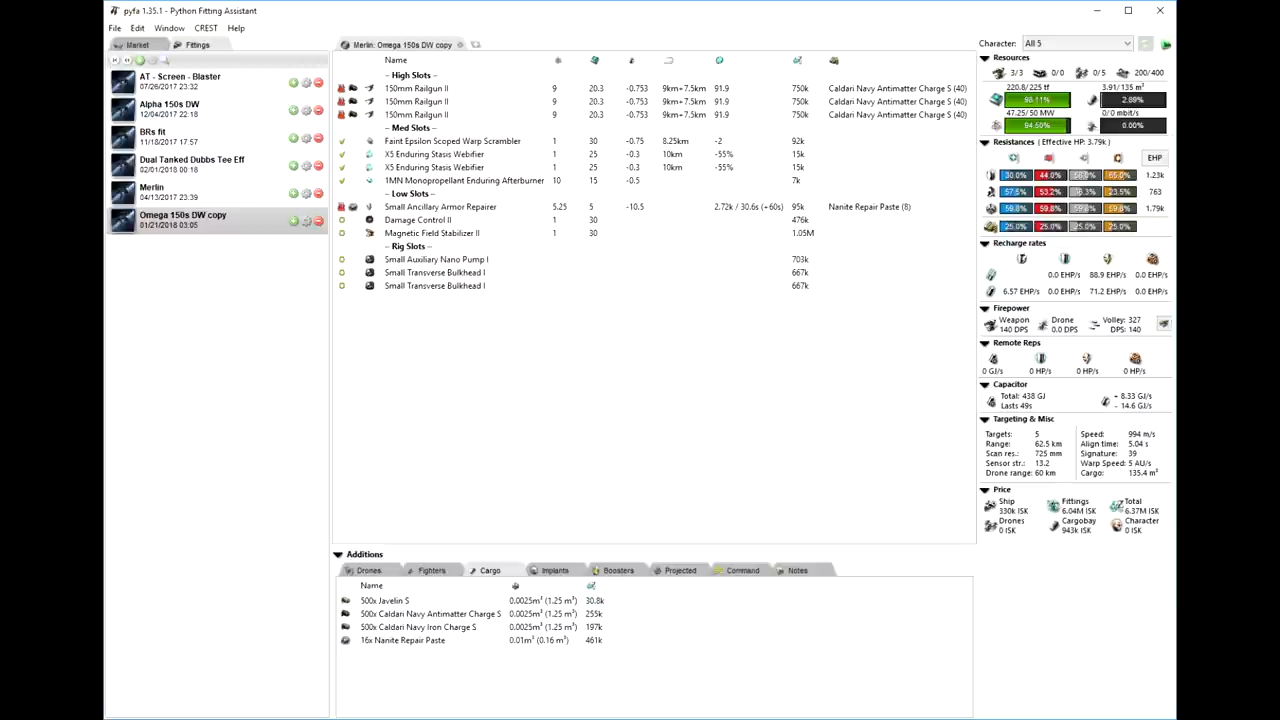 pyfa 1.35.1 - Python Fitting Assistant
File Edit Window CREST Help
Market Fittings
AT - Screen - Blaster
07/26/2017 23:32
Alpha 150s DW
12/04/2017 22:18
BRs fit
11/18/2017 00:17
Dual Tanked Dubbs Tee Eff
02/01/2018 00:18
Merlin
04/13/2017 23:39
Omega 150s DW copy
01/21/2018 03:05
Merlin: Omega 150s DW copy
Name
High Slots
150mm Railgun II 9 20.3 -0.753 9km+7.5km 91.9 750k Caldari Navy Antimatter Charge S (40)
150mm Railgun II 9 20.3 -0.753 9km+7.5km 91.9 750k Caldari Navy Antimatter Charge S (40)
150mm Railgun II 9 20.3 -0.753 9km+7.5km 91.9 750k Caldari Navy Antimatter Charge S (40)
– Med Slots –
Faint Epsilon Scoped Warp Scrambler 1 30 -0.75 8.25km -2 92k
X5 Enduring Stasis Webifier 1 25 -0.3 10km -55% 15k
X5 Enduring Stasis Webifier 1 25 -0.3 10km -55% 15k
1MN Monopropellant Enduring Afterburner 10 15 -0.5 7k
– Low Slots –
Small Ancillary Armor Repairer 5.25 5 -10.5 2.72k / 30.6s (+60s) 95k Nanite Repair Paste (8)
Damage Control II 1 30 476k
Magnetic Field Stabilizer II 1 30 1.05M
– Rig Slots –
Small Auxiliary Nano Pump I 703k
Small Transverse Bulkhead I 667k
Small Transverse Bulkhead I 667k
Additions
Drones Fighters Cargo Implants Boosters Projected Command Notes
Name
500x Javelin S 0.0025m³ (1.25 m³) 30.8k
500x Caldari Navy Antimatter Charge S 0.0025m³ (1.25 m³) 255k
500x Caldari Navy Iron Charge S 0.0025m³ (1.25 m³) 197k
16x Nanite Repair Paste 0.01m³ (0.16 m³) 461k
Character: All 5
Resources
3/3 0/0 0/5 200/400
220.8/225 tf 3.91/135 m³
98.11% 2.89%
47.25/50 MW 0/0 mbit/s
94.50% 0.00%
Resistances ( Effective HP: 3.79k )
EHP
30.0% 44.0% 65.0% 1.23k
57.5% 53.2% 23.5% 763
59.8% 59.8% 59.8% 59.8% 1.79k
25.0% 25.0% 25.0% 25.0%
Recharge rates
0.0 EHP/s 88.9 EHP/s 0.0 EHP/s
6.57 EHP/s 0.0 EHP/s 71.2 EHP/s 0.0 EHP/s
Firepower
Weapon Drone Volley: 327
140 DPS 0.0 DPS DPS: 140
Remote Reps
0 GJ/s 0 HP/s 0 HP/s 0 HP/s
Capacitor
Total: 438 GJ + 8.33 GJ/s
Lasts 49s - 14.6 GJ/s
Targeting & Misc
Targets: 5 Speed: 994 m/s
Range: 62.5 km Align time: 5.04 s
Scan res.: 725 mm Signature: 39
Sensor str.: 13.2 Warp Speed: 5 AU/s
Drone range: 60 km Cargo: 135.4 m³
Price
Ship Fittings Total
330k ISK 6.04M ISK 6.37M ISK
Drones Cargobay Character
0 ISK 943k ISK 0 ISK